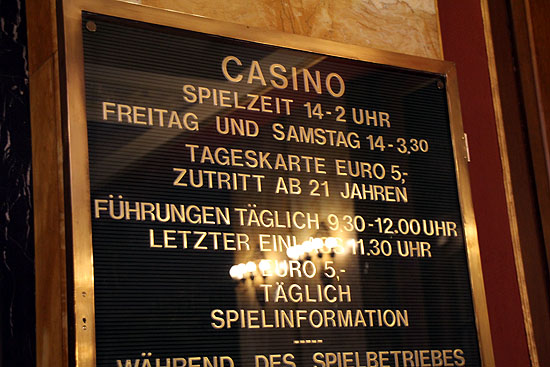 CASINO
SPIELZEIT 14-2 UHR
FREITAG UND SAMSTAG 14-3,30
TAGESKARTE EURO 5,-
ZUTRITT AB 21 JAHREN
FÜHRUNGEN TÄGLICH 9.30-12.00 UHR
LETZTER EINLASS 11.30 UHR
EURO 5,-
TÄGLICH
SPIELINFORMATION
-----
WÄHREND DES SPIELBETRIEBES